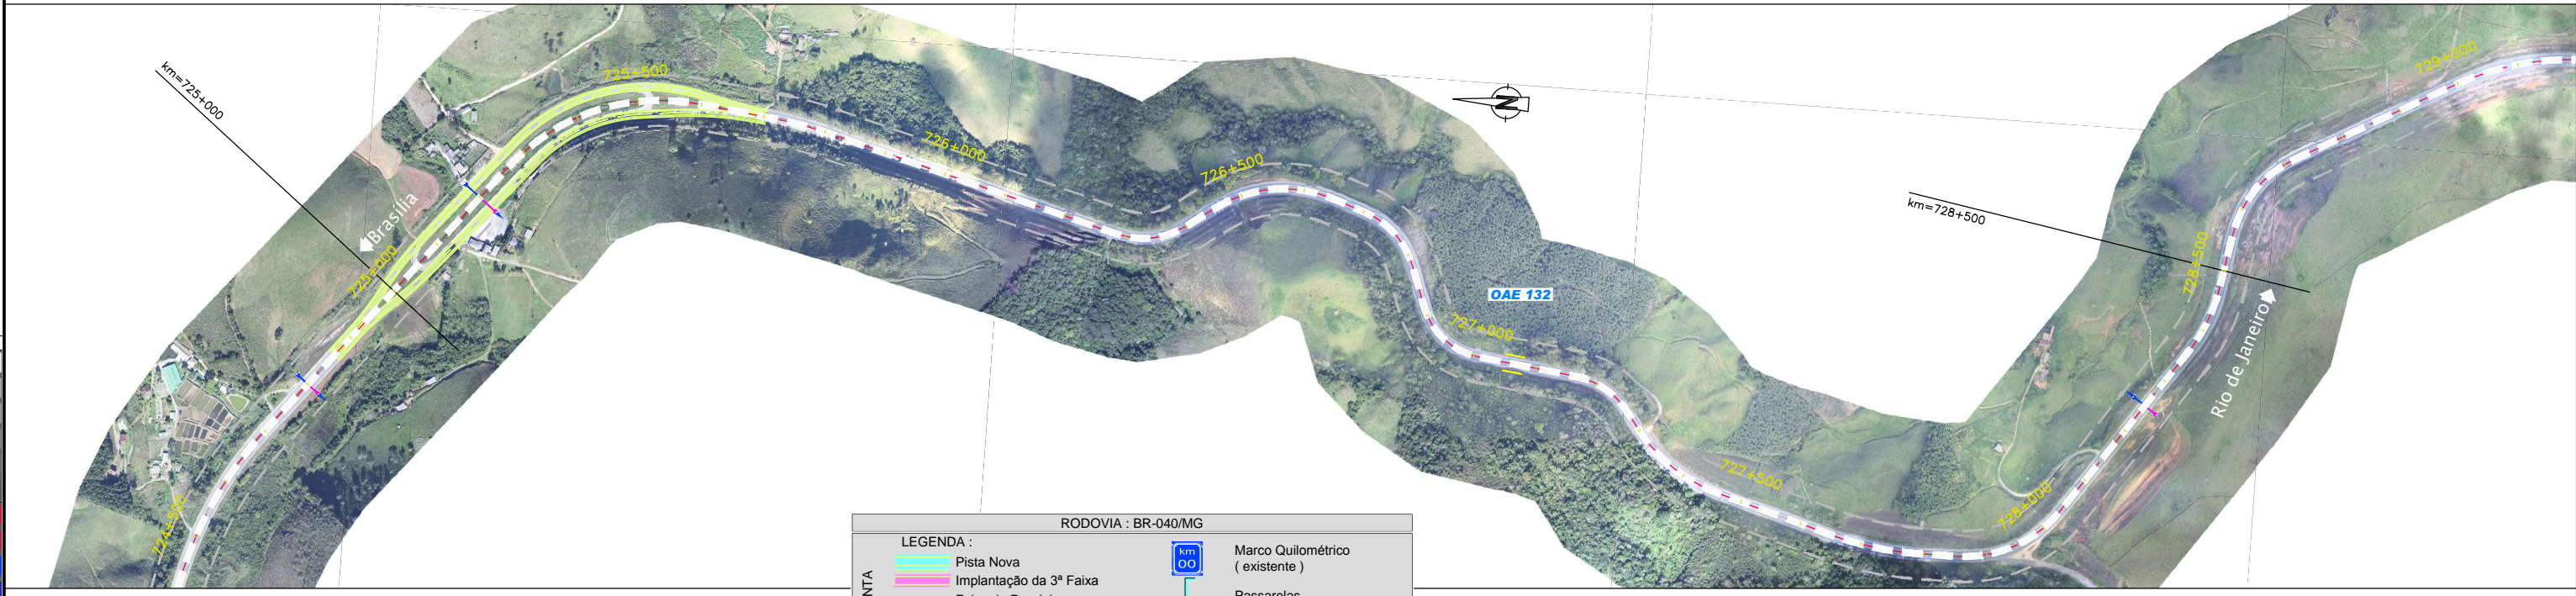 km=725+000
Brasília
725+000
724+500
725+500
726+000
726+500
N
OAE 132
727+000
727+500
728+000
km=728+500
728+500
Rio de Janeiro
729+000
RODOVIA : BR-040/MG
LEGENDA :
Pista Nova
Implantação da 3ª Faixa
km
00
Marco Quilométrico
( existente )
Passarelas